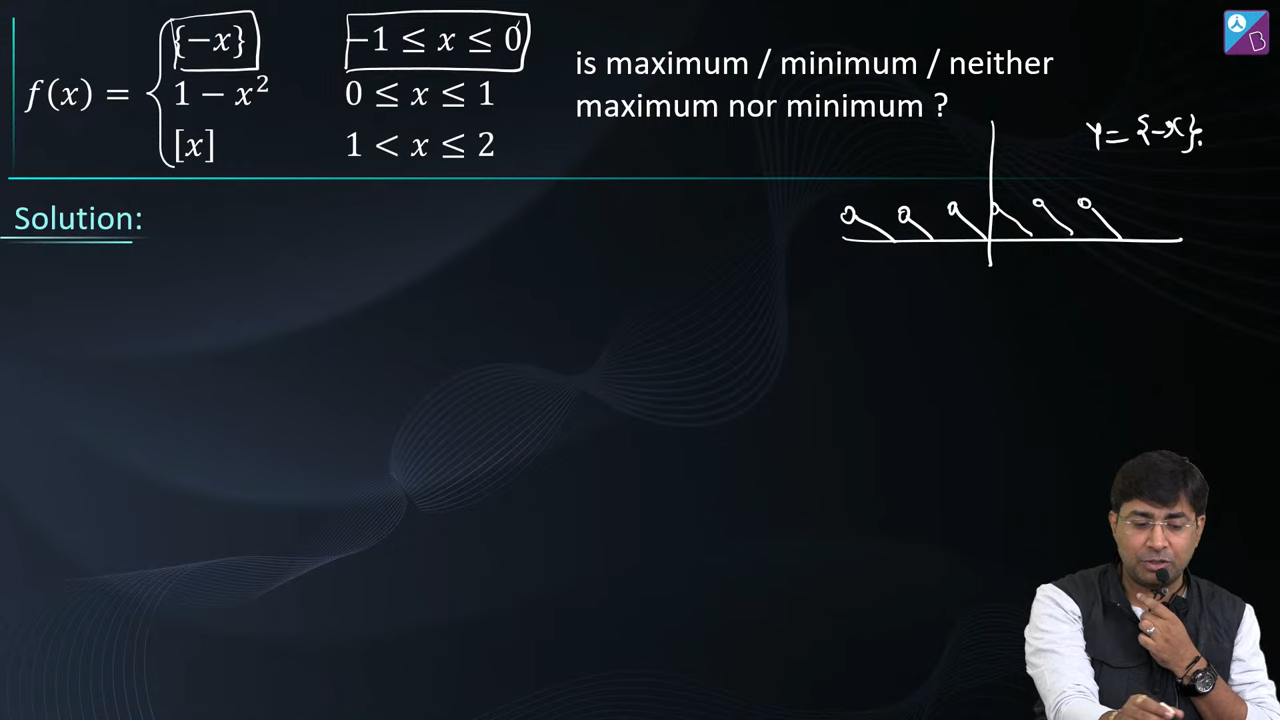 f(x) = { {−x}   −1 ≤ x ≤ 0
1 − x²   0 ≤ x ≤ 1
[x]   1 < x ≤ 2
is maximum / minimum / neither
maximum nor minimum ?
y = {-x}.
Solution:
B